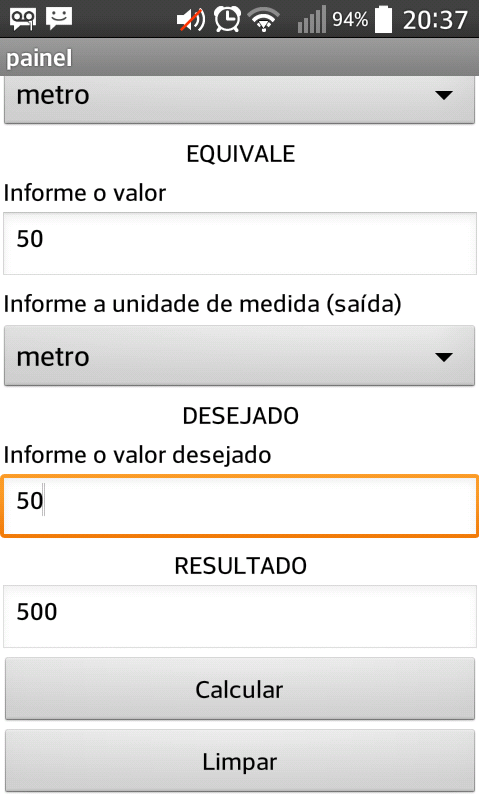 94% 20:37
painel
metro
EQUIVALE
Informe o valor
50
Informe a unidade de medida (saída)
metro
DESEJADO
Informe o valor desejado
50
RESULTADO
500
Calcular
Limpar